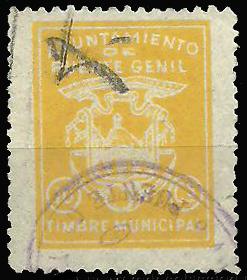 AYUNTAMIENTO
DE
PUENTE GENIL
TIMBRE MUNICIPAL